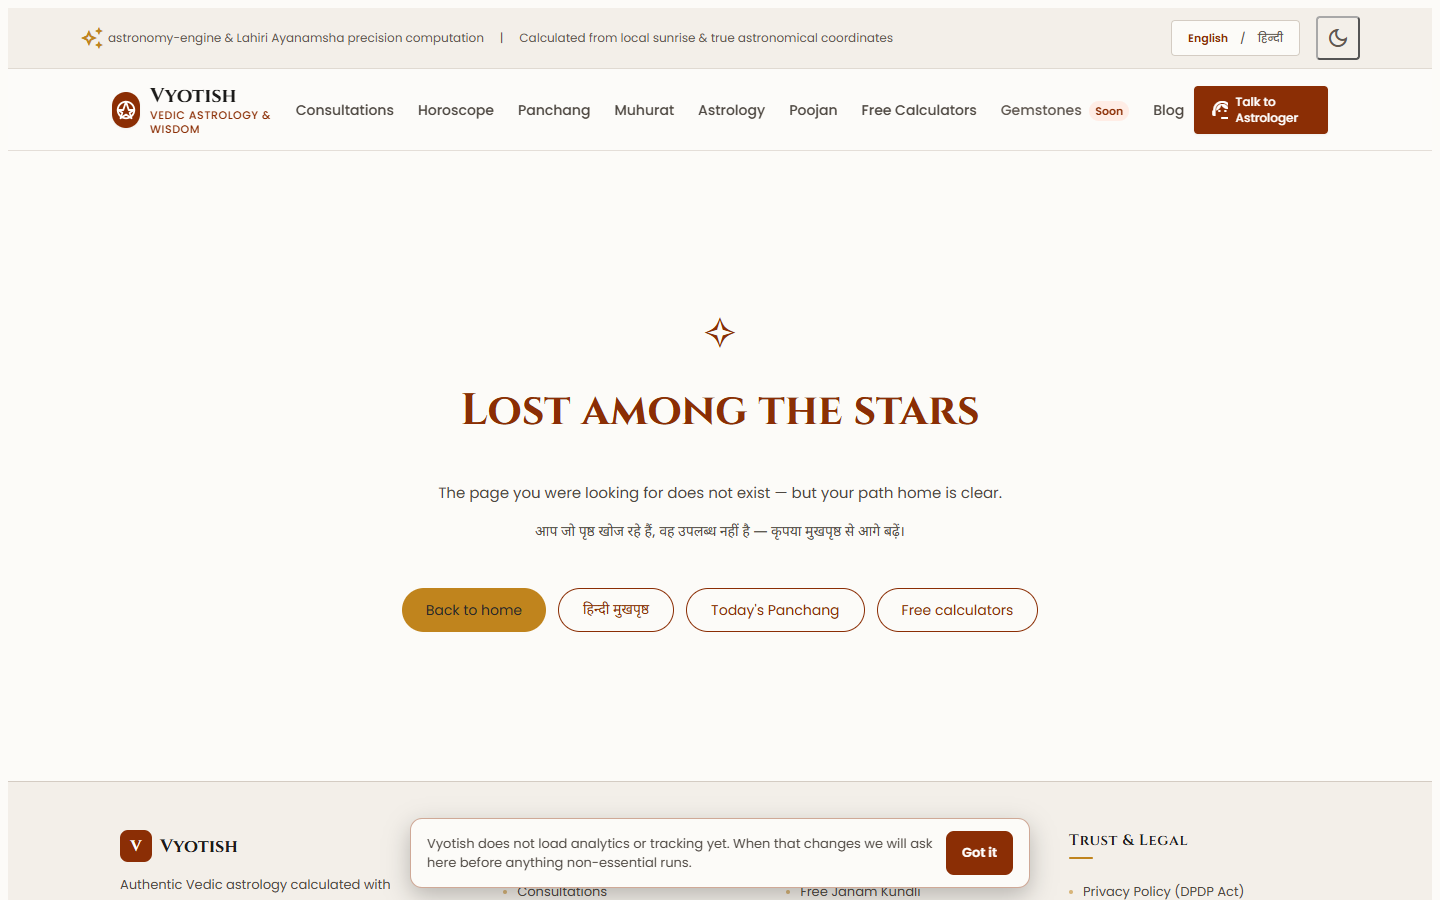 astronomy-engine & Lahiri Ayanamsha precision computation | Calculated from local sunrise & true astronomical coordinates
English / हिन्दी
Vyotish
VEDIC ASTROLOGY & WISDOM
Consultations
Horoscope
Panchang
Muhurat
Astrology
Poojan
Free Calculators
Gemstones Soon
Blog
Talk to Astrologer
Lost among the stars
The page you were looking for does not exist — but your path home is clear.
आप जो पृष्ठ खोज रहे हैं, वह उपलब्ध नहीं है — कृपया मुखपृष्ठ से आगे बढ़ें।
Back to home
हिन्दी मुखपृष्ठ
Today's Panchang
Free calculators
V Vyotish
Authentic Vedic astrology calculated with
Vyotish does not load analytics or tracking yet. When that changes we will ask
here before anything non-essential runs.
Got it
Consultations
Free Janam Kundli
Trust & Legal
Privacy Policy (DPDP Act)